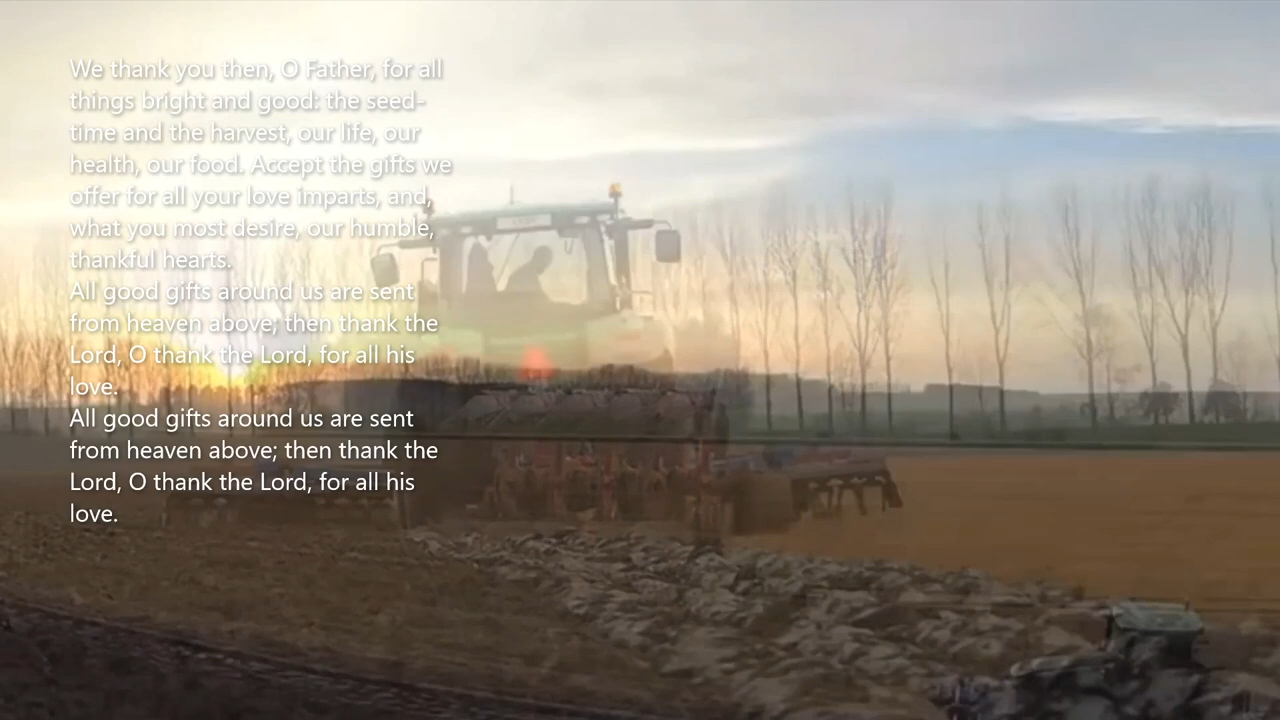 We thank you then, O Father, for all
things bright and good: the seed-
time and the harvest, our life, our
health, our food. Accept the gifts we
offer for all your love imparts, and,
what you most desire, our humble,
thankful hearts.
All good gifts around us are sent
from heaven above; then thank the
Lord, O thank the Lord, for all his
love.
All good gifts around us are sent
from heaven above; then thank the
Lord, O thank the Lord, for all his
love.